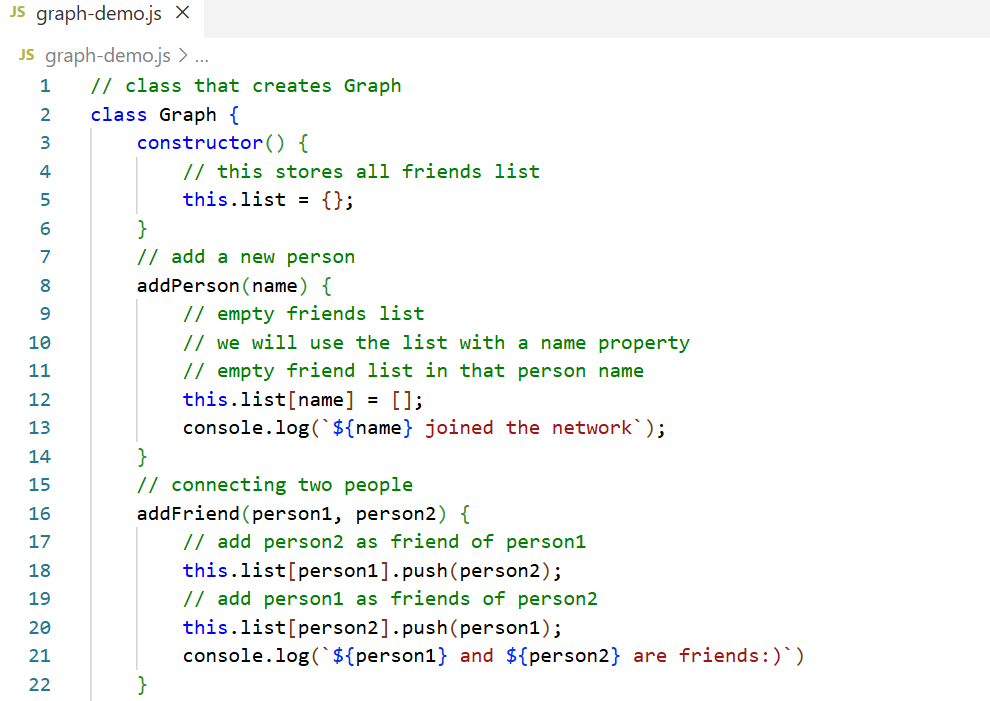 JS graph-demo.js ×
JS graph-demo.js > ...
1 // class that creates Graph
2 class Graph {
3 constructor() {
4 // this stores all friends list
5 this.list = {};
6 }
7 // add a new person
8 addPerson(name) {
9 // empty friends list
10 // we will use the list with a name property
11 // empty friend list in that person name
12 this.list[name] = [];
13 console.log(`${name} joined the network`);
14 }
15 // connecting two people
16 addFriend(person1, person2) {
17 // add person2 as friend of person1
18 this.list[person1].push(person2);
19 // add person1 as friends of person2
20 this.list[person2].push(person1);
21 console.log(`${person1} and ${person2} are friends:)`)
22 }